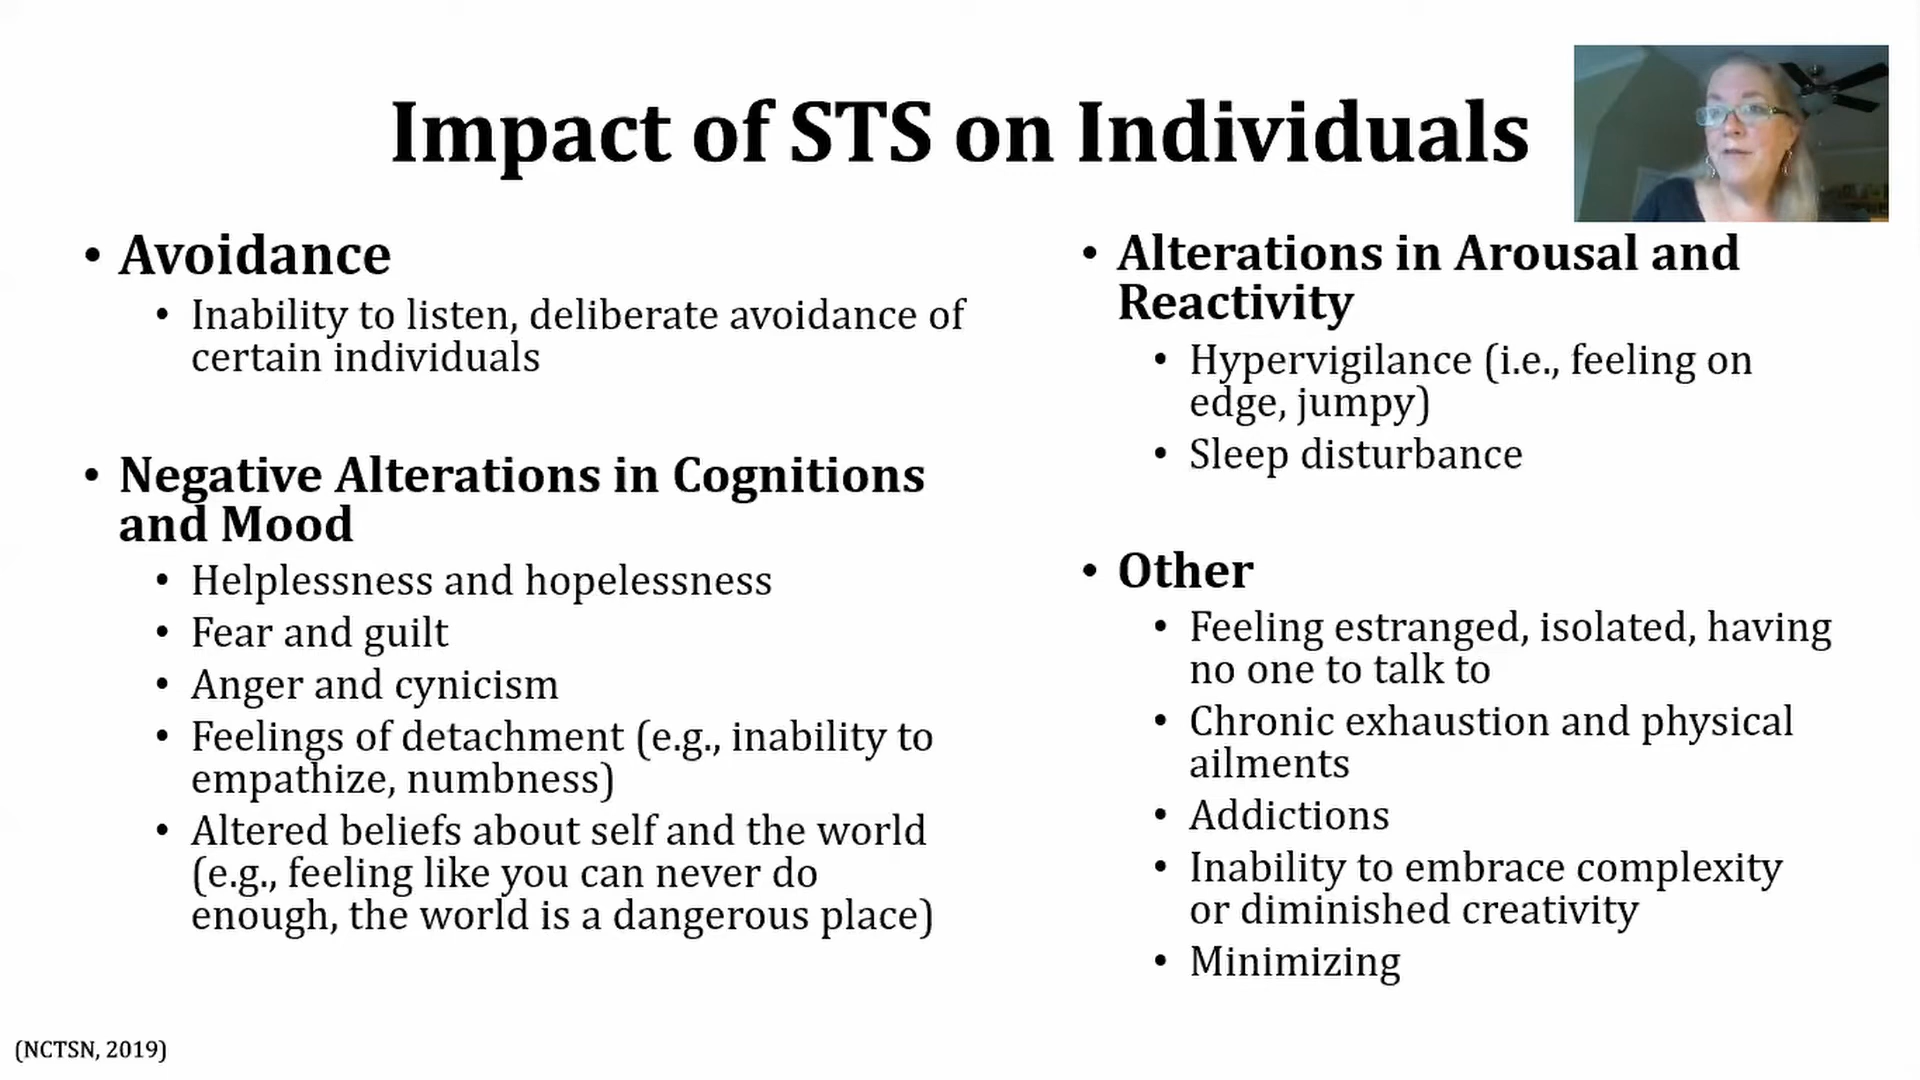 Impact of STS on Individuals
• Avoidance
• Inability to listen, deliberate avoidance of
certain individuals
• Negative Alterations in Cognitions
and Mood
• Helplessness and hopelessness
• Fear and guilt
• Anger and cynicism
• Feelings of detachment (e.g., inability to
empathize, numbness)
• Altered beliefs about self and the world
(e.g., feeling like you can never do
enough, the world is a dangerous place)
• Alterations in Arousal and
Reactivity
• Hypervigilance (i.e., feeling on
edge, jumpy)
• Sleep disturbance
• Other
• Feeling estranged, isolated, having
no one to talk to
• Chronic exhaustion and physical
ailments
• Addictions
• Inability to embrace complexity
or diminished creativity
• Minimizing
(NCTSN, 2019)